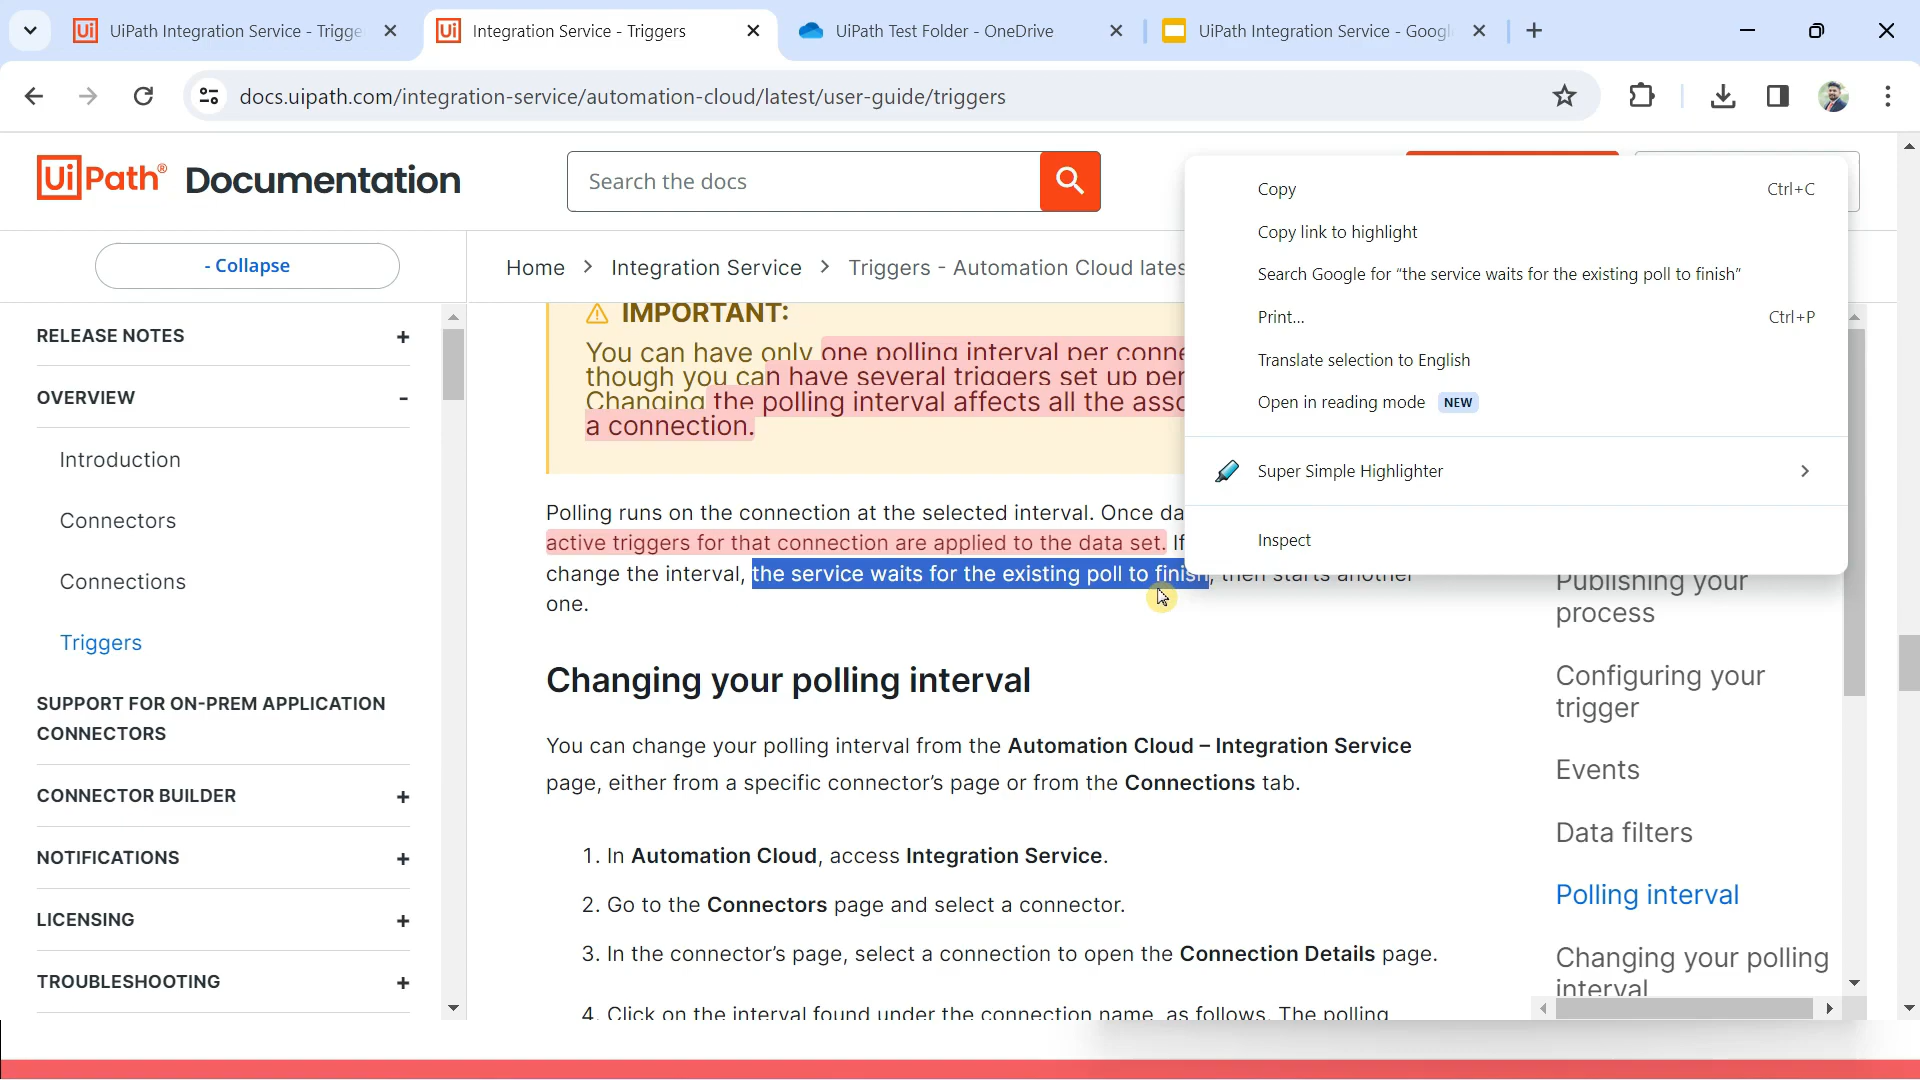 UiPath Integration Service - Trigge
Integration Service - Triggers
UiPath Test Folder - OneDrive
UiPath Integration Service - Googl
docs.uipath.com/integration-service/automation-cloud/latest/user-guide/triggers
UiPath® Documentation
Search the docs
- Collapse
Home > Integration Service > Triggers - Automation Cloud lates
RELEASE NOTES +
OVERVIEW -
Introduction
Connectors
Connections
Triggers
SUPPORT FOR ON-PREM APPLICATION
CONNECTORS
CONNECTOR BUILDER +
NOTIFICATIONS +
LICENSING +
TROUBLESHOOTING +
IMPORTANT:
You can have only one polling interval per conne
though you can have several triggers set up per
Changing the polling interval affects all the asso
a connection.
Polling runs on the connection at the selected interval. Once da
active triggers for that connection are applied to the data set. If
change the interval, the service waits for the existing poll to finish, then starts another
one.
Changing your polling interval
You can change your polling interval from the Automation Cloud – Integration Service
page, either from a specific connector's page or from the Connections tab.
1. In Automation Cloud, access Integration Service.
2. Go to the Connectors page and select a connector.
3. In the connector's page, select a connection to open the Connection Details page.
4. Click on the interval found under the connection name, as follows. The polling
Copy Ctrl+C
Copy link to highlight
Search Google for “the service waits for the existing poll to finish”
Print... Ctrl+P
Translate selection to English
Open in reading mode NEW
Super Simple Highlighter
Inspect
Publishing your
process
Configuring your
trigger
Events
Data filters
Polling interval
Changing your polling
interval